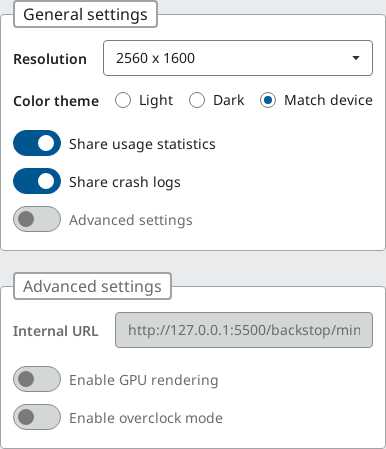 General settings
Resolution 2560 x 1600
Color theme Light Dark Match device
Share usage statistics
Share crash logs
Advanced settings
Advanced settings
Internal URL http://127.0.0.1:5500/backstop/min
Enable GPU rendering
Enable overclock mode